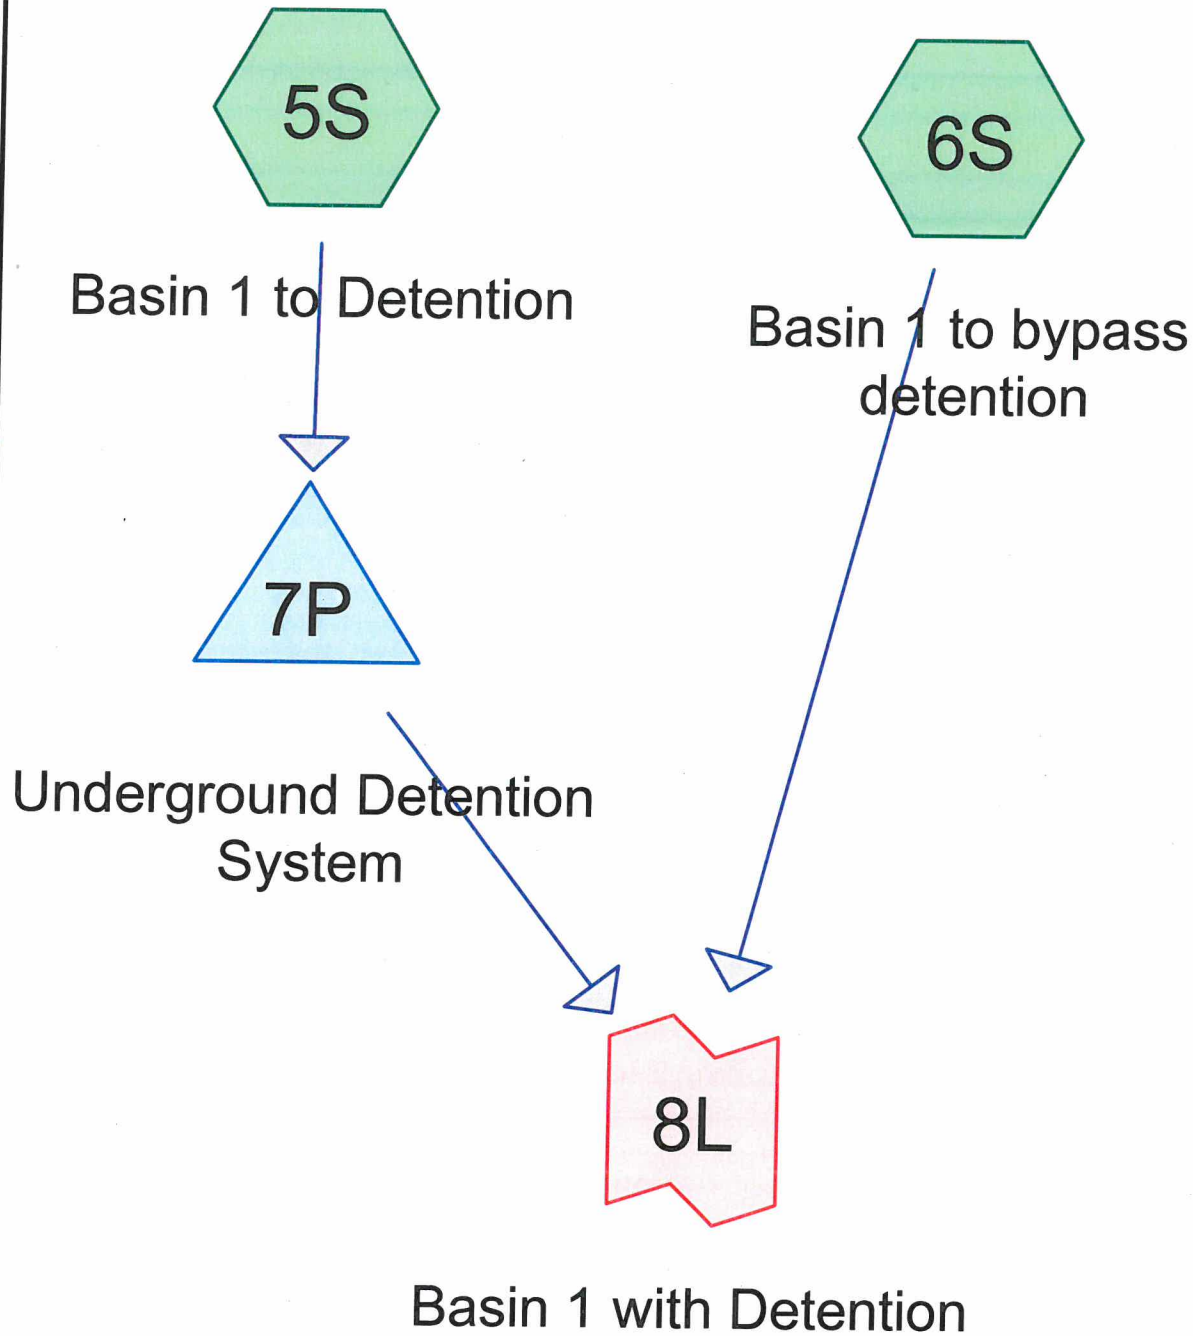 5S
6S
Basin 1 to Detention
Basin 1 to bypass
detention
7P
Underground Detention
System
8L
Basin 1 with Detention